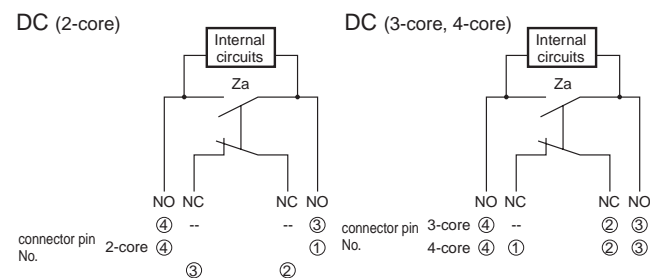 DC (2-core)
Internal
circuits
Za
NO NC NC NO
④ -- -- ③
connector pin
No.
2-core ④ ①
③ ②
DC (3-core, 4-core)
Internal
circuits
Za
NO NC NC NO
connector pin
No.
3-core ④ -- ② ③
4-core ④ ① ② ③